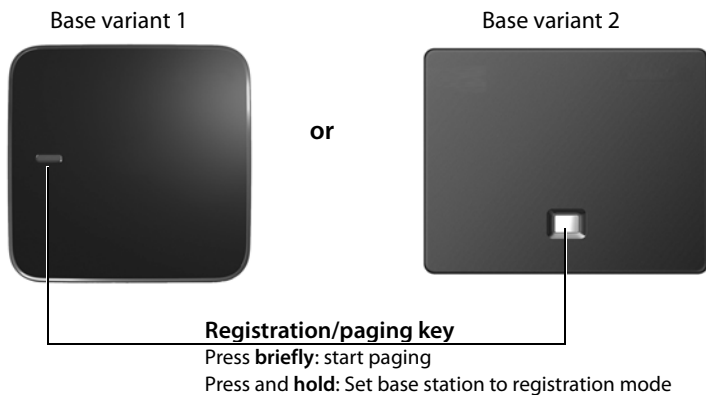 Base variant 1
Base variant 2
or
Registration/paging key
Press briefly: start paging
Press and hold: Set base station to registration mode